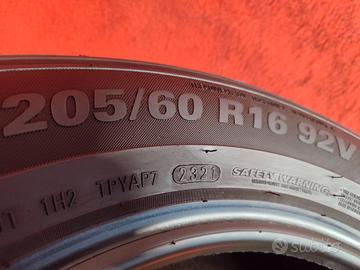 205/60 R16 92V
1H2 TPYAP7 2321 SAFETY WARNING
subito